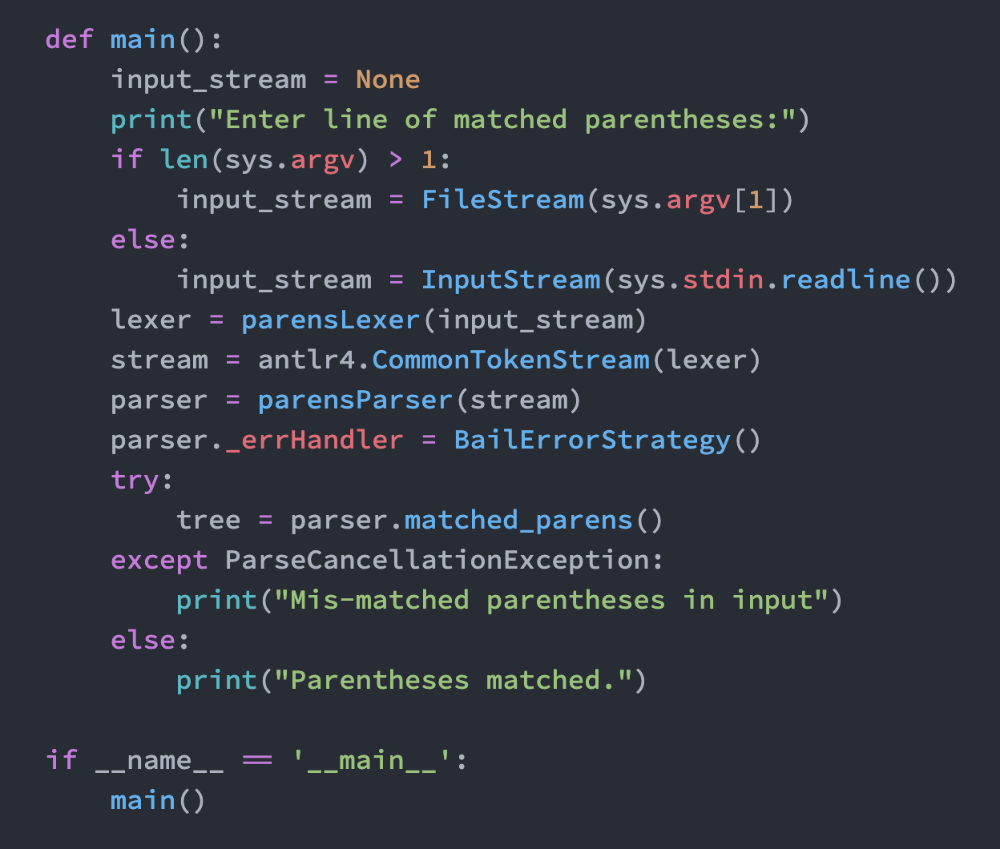 def main():
    input_stream = None
    print("Enter line of matched parentheses:")
    if len(sys.argv) > 1:
        input_stream = FileStream(sys.argv[1])
    else:
        input_stream = InputStream(sys.stdin.readline())
    lexer = parensLexer(input_stream)
    stream = antlr4.CommonTokenStream(lexer)
    parser = parensParser(stream)
    parser._errHandler = BailErrorStrategy()
    try:
        tree = parser.matched_parens()
    except ParseCancellationException:
        print("Mis-matched parentheses in input")
    else:
        print("Parentheses matched.")

if __name__ == '__main__':
    main()